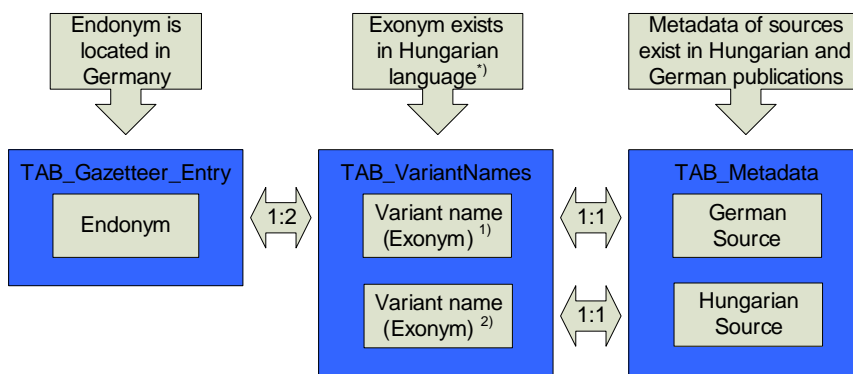 Endonym is
located in
Germany
Exonym exists
in Hungarian
language*)
Metadata of sources
exist in Hungarian and
German publications
TAB_Gazetteer_Entry
Endonym
1:2
TAB_VariantNames
Variant name
(Exonym) 1)
Variant name
(Exonym) 2)
1:1
1:1
TAB_Metadata
German
Source
Hungarian
Source